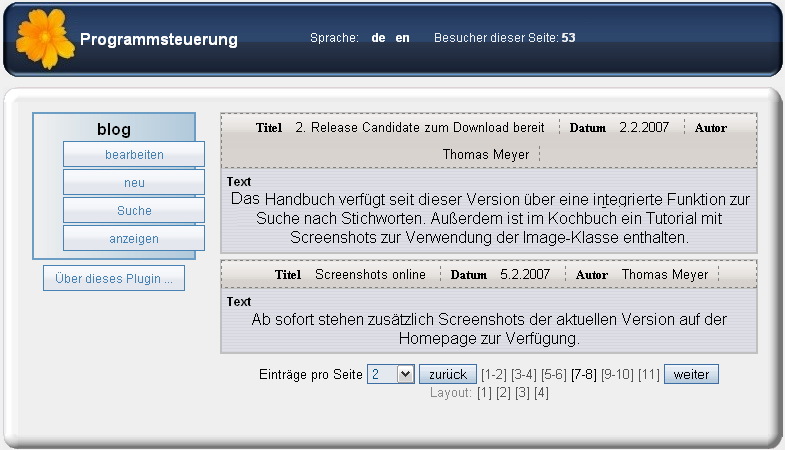 Programmsteuerung
Sprache: de en
Besucher dieser Seite: 53
blog
bearbeiten
neu
Suche
anzeigen
Über dieses Plugin ...
Titel 2. Release Candidate zum Download bereit Datum 2.2.2007 Autor
Thomas Meyer
Text
Das Handbuch verfügt seit dieser Version über eine integrierte Funktion zur
Suche nach Stichworten. Außerdem ist im Kochbuch ein Tutorial mit
Screenshots zur Verwendung der Image-Klasse enthalten.
Titel Screenshots online Datum 5.2.2007 Autor Thomas Meyer
Text
Ab sofort stehen zusätzlich Screenshots der aktuellen Version auf der
Homepage zur Verfügung.
Einträge pro Seite 2 zurück [1-2] [3-4] [5-6] [7-8] [9-10] [11] weiter
Layout: [1] [2] [3] [4]